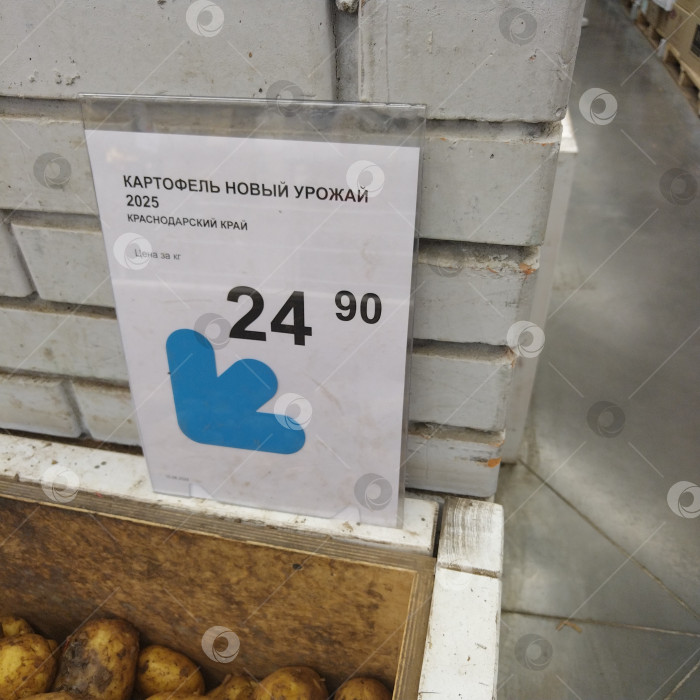 КАРТОФЕЛЬ НОВЫЙ УРОЖАЙ
2025
КРАСНОДАРСКИЙ КРАЙ
Цена за кг
24 90